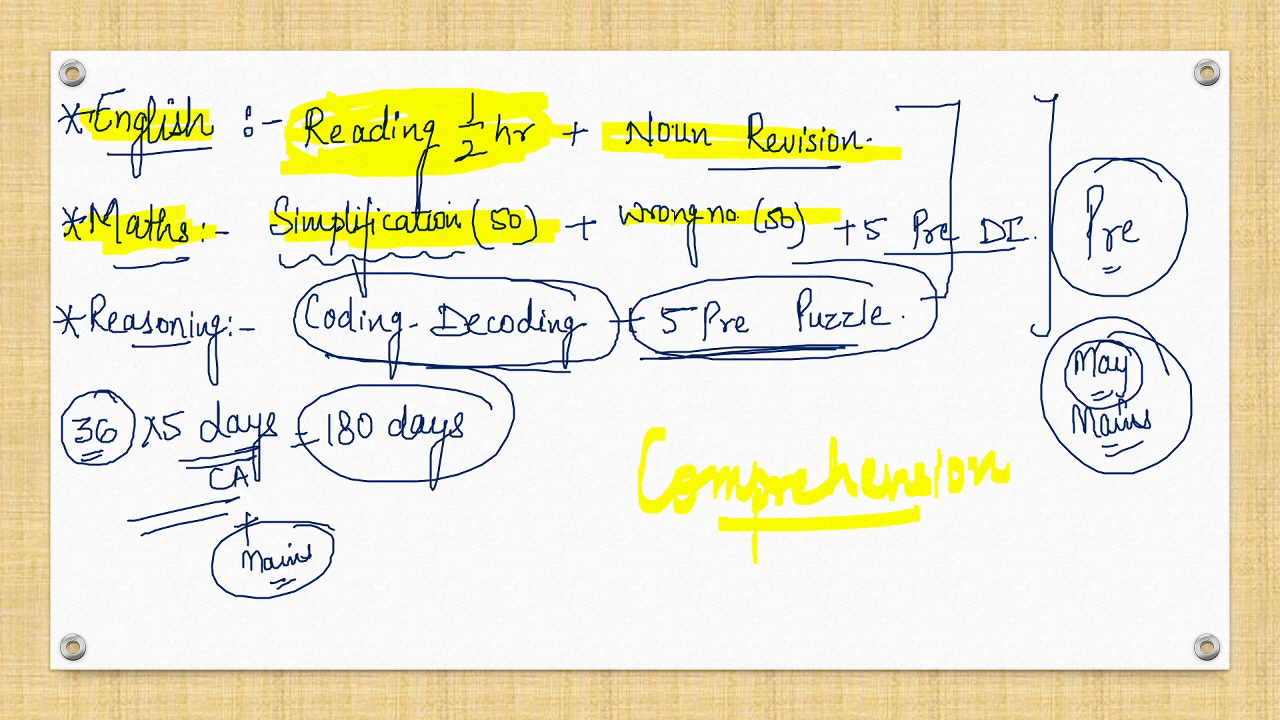 * English :- Reading 1/2 hr + Noun Revision.
* Maths:- Simplification (50) + wrong no. (50) + 5 Pre DI.
Pre
* Reasoning:- Coding-Decoding + 5 Pre Puzzle.
May
Mains
36 x5 days = 180 days
CA
+
Mains
Comprehension